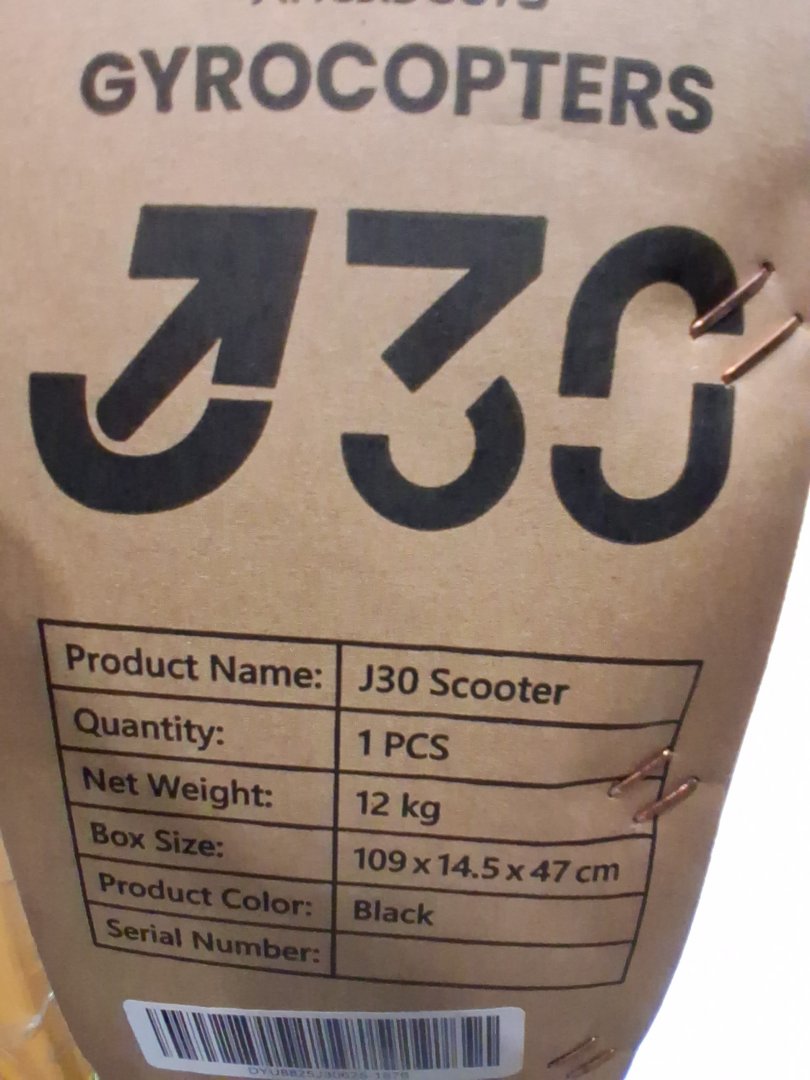 GYROCOPTERS
J30
Product Name: J30 Scooter
Quantity: 1 PCS
Net Weight: 12 kg
Box Size: 109 x 14.5 x 47 cm
Product Color: Black
Serial Number: